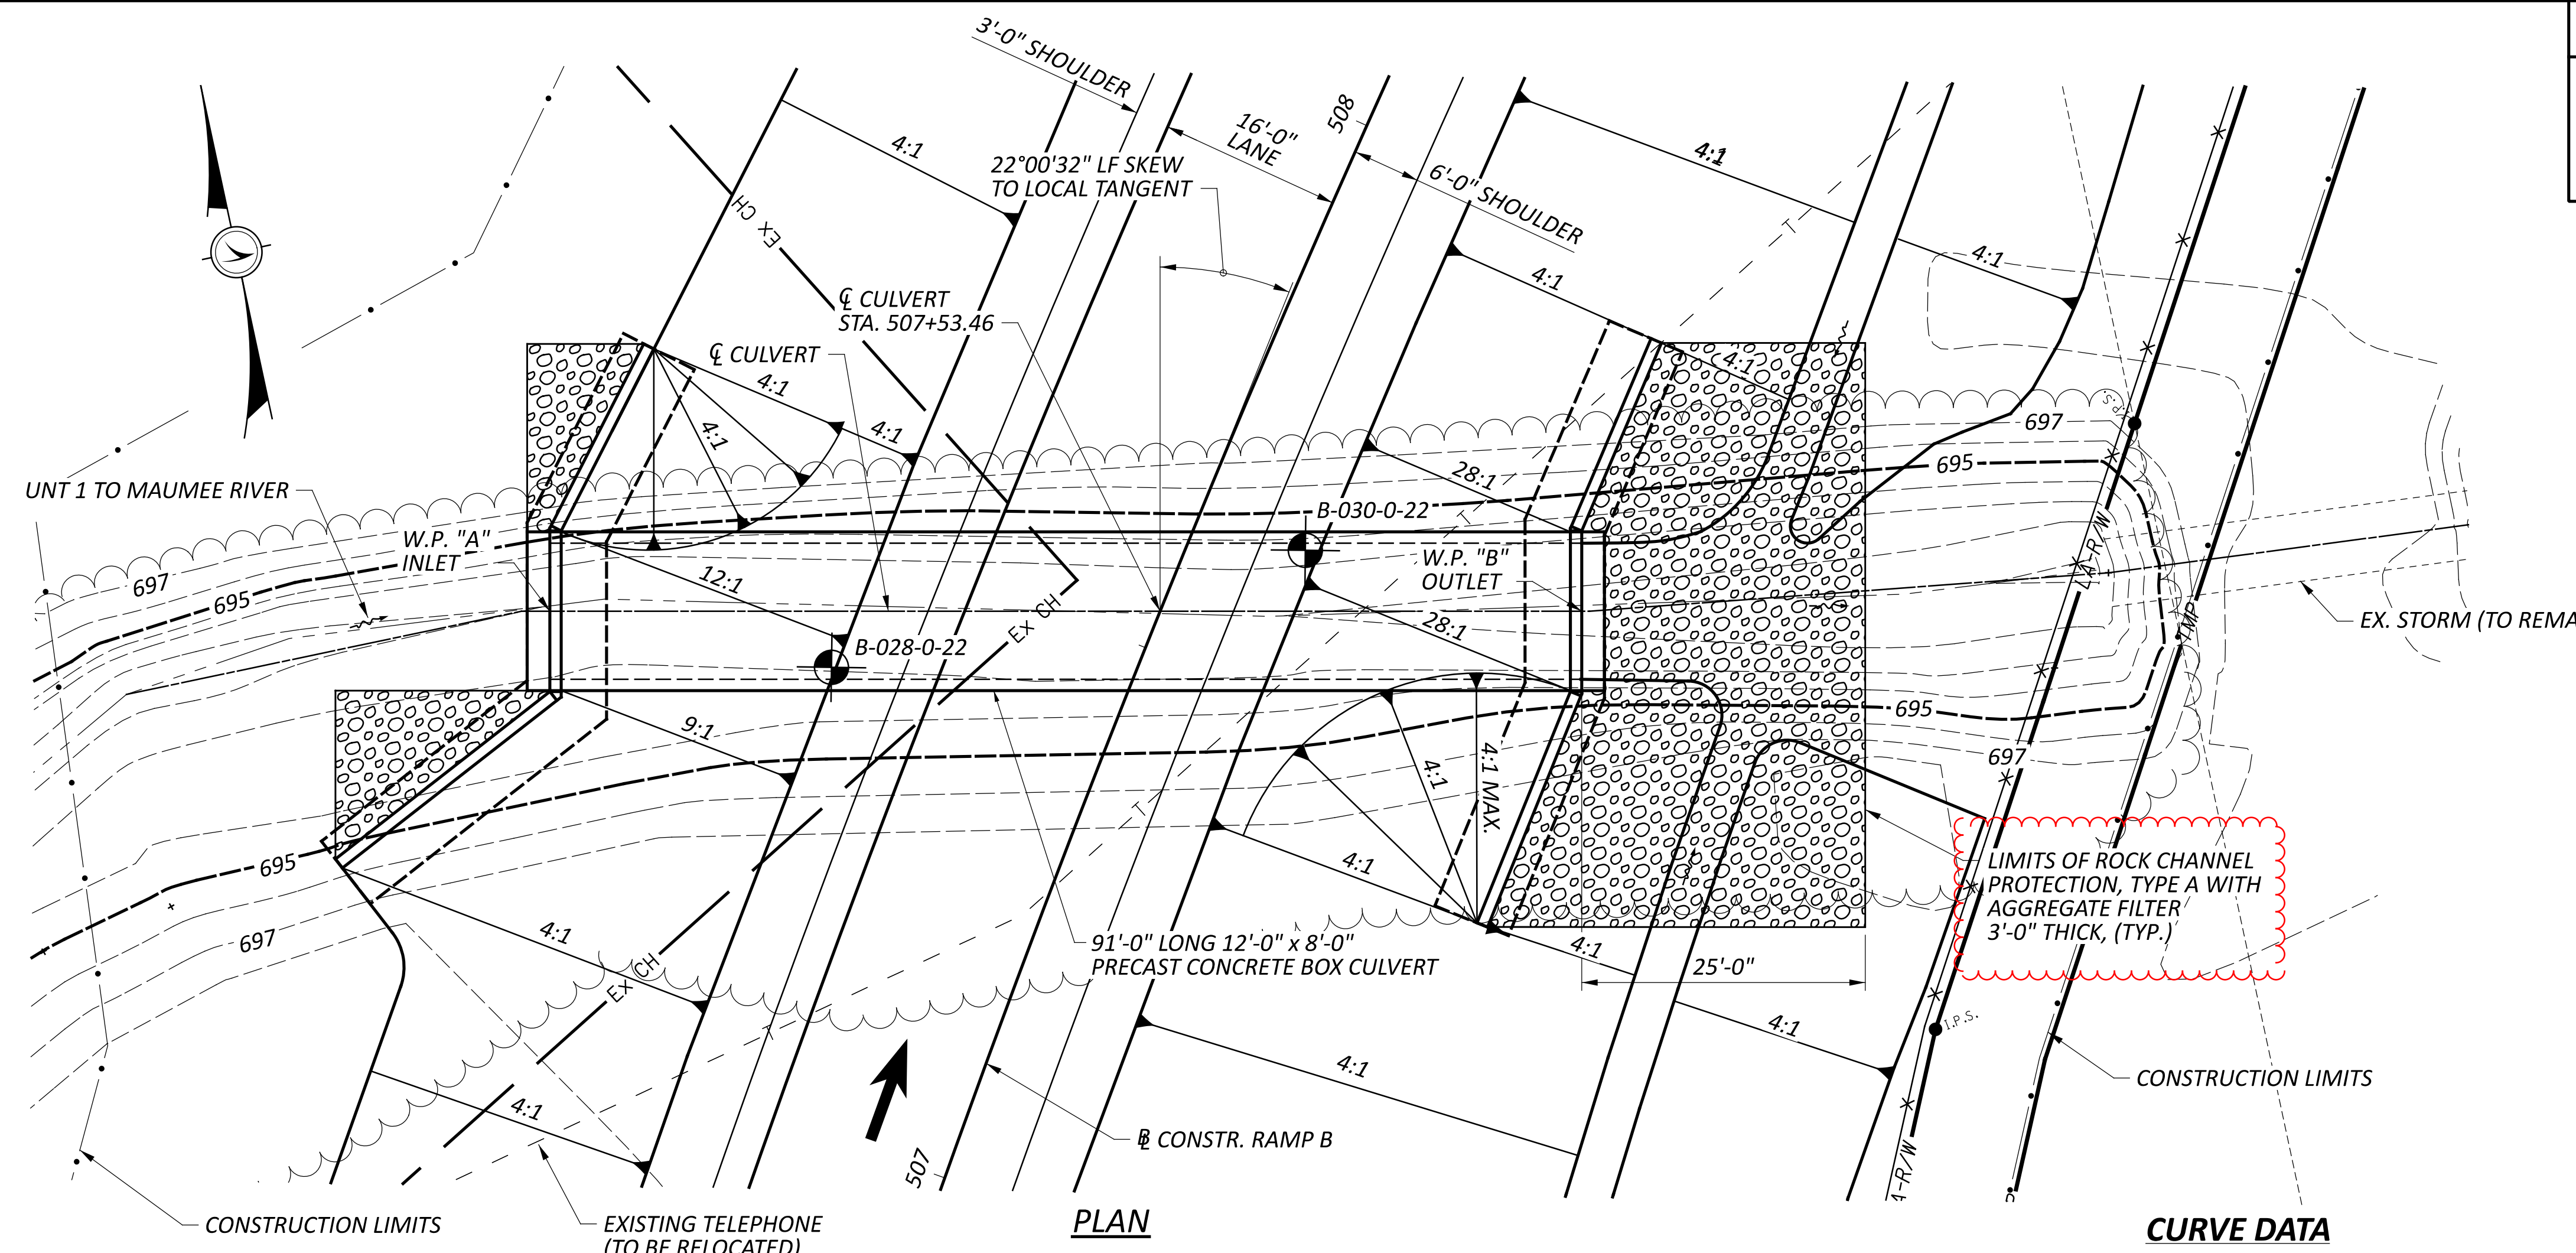 3'-0" SHOULDER
16'-0"
LANE
508
6'-0" SHOULDER
22°00'32" LF SKEW
TO LOCAL TANGENT
4:1
4:1
4:1
4:1
EX CH
℄ CULVERT
STA. 507+53.46
℄ CULVERT
4:1
4:1
4:1
4:1
UNT 1 TO MAUMEE RIVER
W.P. "A"
INLET
697
695
12:1
B-028-0-22
B-030-0-22
28:1
W.P. "B"
OUTLET
28:1
T
T
T
T
697
695
I.P.S.
LA-R/W
TMP
EX. STORM (TO REMA
EX CH
9:1
695
697
4:1
4:1 MAX.
4:1
695
697
4:1
EX CH
4:1
91'-0" LONG 12'-0" x 8'-0"
PRECAST CONCRETE BOX CULVERT
4:1
25'-0"
LIMITS OF ROCK CHANNEL
PROTECTION, TYPE A WITH
AGGREGATE FILTER
3'-0" THICK, (TYP.)
I.P.S.
4:1
4:1
CONSTRUCTION LIMITS
℄ CONSTR. RAMP B
507
A-R/W
P
CONSTRUCTION LIMITS
EXISTING TELEPHONE
(TO BE RELOCATED)
PLAN
CURVE DATA